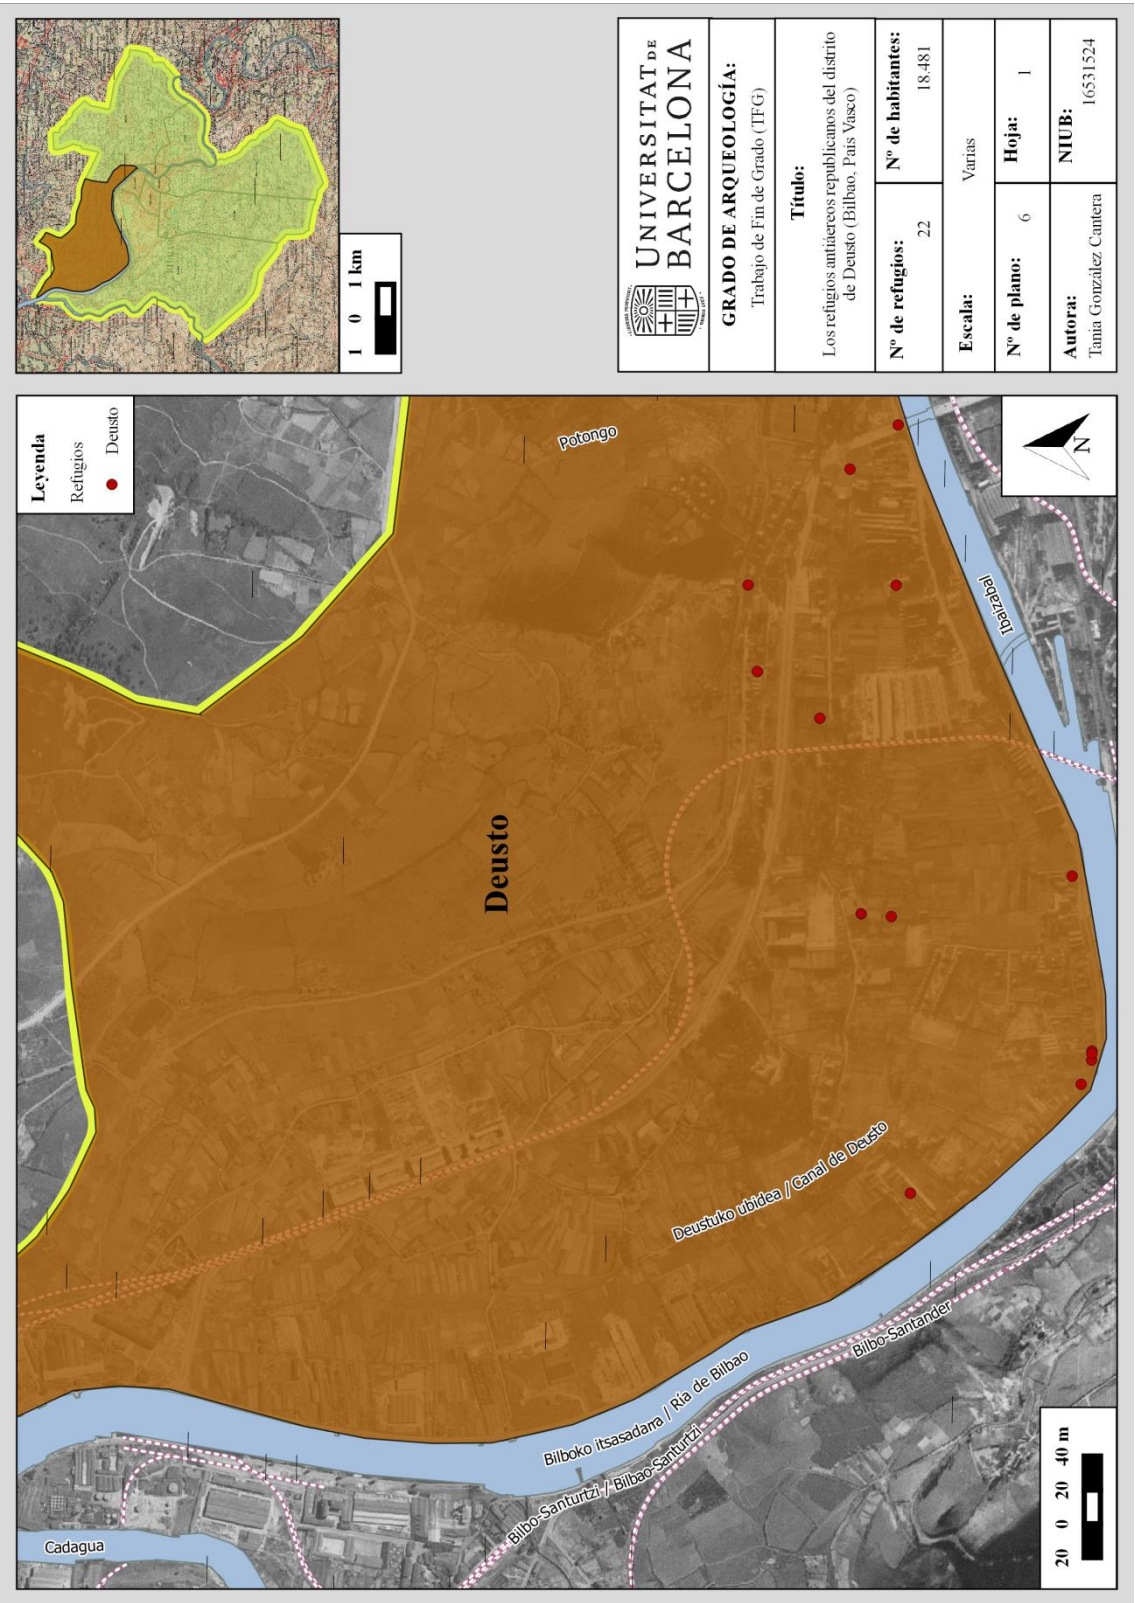 Leyenda
Refugios
Deusto
Potongo
Ibaizabal
Deusto
Deustuko ubidea / Canal de Deusto
Bilboko itsasadarra / Ría de Bilbao
Bilbo-Santurtzi / Bilbao-Santurtzi
Bilbo-Santander
Cadagua
20 0 20 40 m
N
1 0 1 km
UNIVERSITAT DE
BARCELONA
GRADO DE ARQUEOLOGÍA:
Trabajo de Fin de Grado (TFG)
Título:
Los refugios antiáereos republicanos del distrito
de Deusto (Bilbao, País Vasco)
Nº de refugios:
22
Nº de habitantes:
18.481
Escala:
Varias
Nº de plano:
6
Hoja:
1
Autora:
Tania González Cantera
NIUB:
16531524